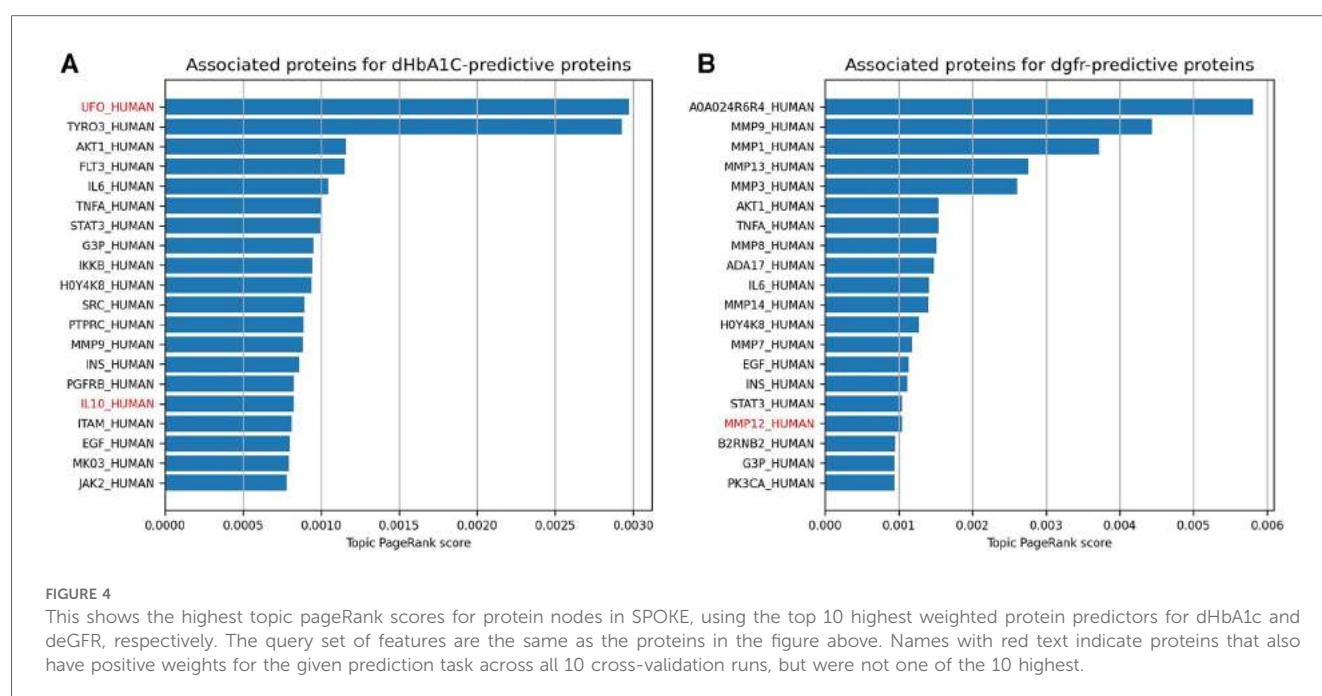 A
Associated proteins for dHbA1C-predictive proteins
UFO_HUMAN
TYRO3_HUMAN
AKT1_HUMAN
FLT3_HUMAN
IL6_HUMAN
TNFA_HUMAN
STAT3_HUMAN
G3P_HUMAN
IKKB_HUMAN
H0Y4K8_HUMAN
SRC_HUMAN
PTPRC_HUMAN
MMP9_HUMAN
INS_HUMAN
PGFRB_HUMAN
IL10_HUMAN
ITAM_HUMAN
EGF_HUMAN
MK03_HUMAN
JAK2_HUMAN
0.0000 0.0005 0.0010 0.0015 0.0020 0.0025 0.0030
Topic PageRank score
B
Associated proteins for dgfr-predictive proteins
A0A024R6R4_HUMAN
MMP9_HUMAN
MMP1_HUMAN
MMP13_HUMAN
MMP3_HUMAN
AKT1_HUMAN
TNFA_HUMAN
MMP8_HUMAN
ADA17_HUMAN
IL6_HUMAN
MMP14_HUMAN
H0Y4K8_HUMAN
MMP7_HUMAN
EGF_HUMAN
INS_HUMAN
STAT3_HUMAN
MMP12_HUMAN
B2RNB2_HUMAN
G3P_HUMAN
PK3CA_HUMAN
0.000 0.001 0.002 0.003 0.004 0.005 0.006
Topic PageRank score
FIGURE 4
This shows the highest topic pageRank scores for protein nodes in SPOKE, using the top 10 highest weighted protein predictors for dHbA1c and
deGFR, respectively. The query set of features are the same as the proteins in the figure above. Names with red text indicate proteins that also
have positive weights for the given prediction task across all 10 cross-validation runs, but were not one of the 10 highest.